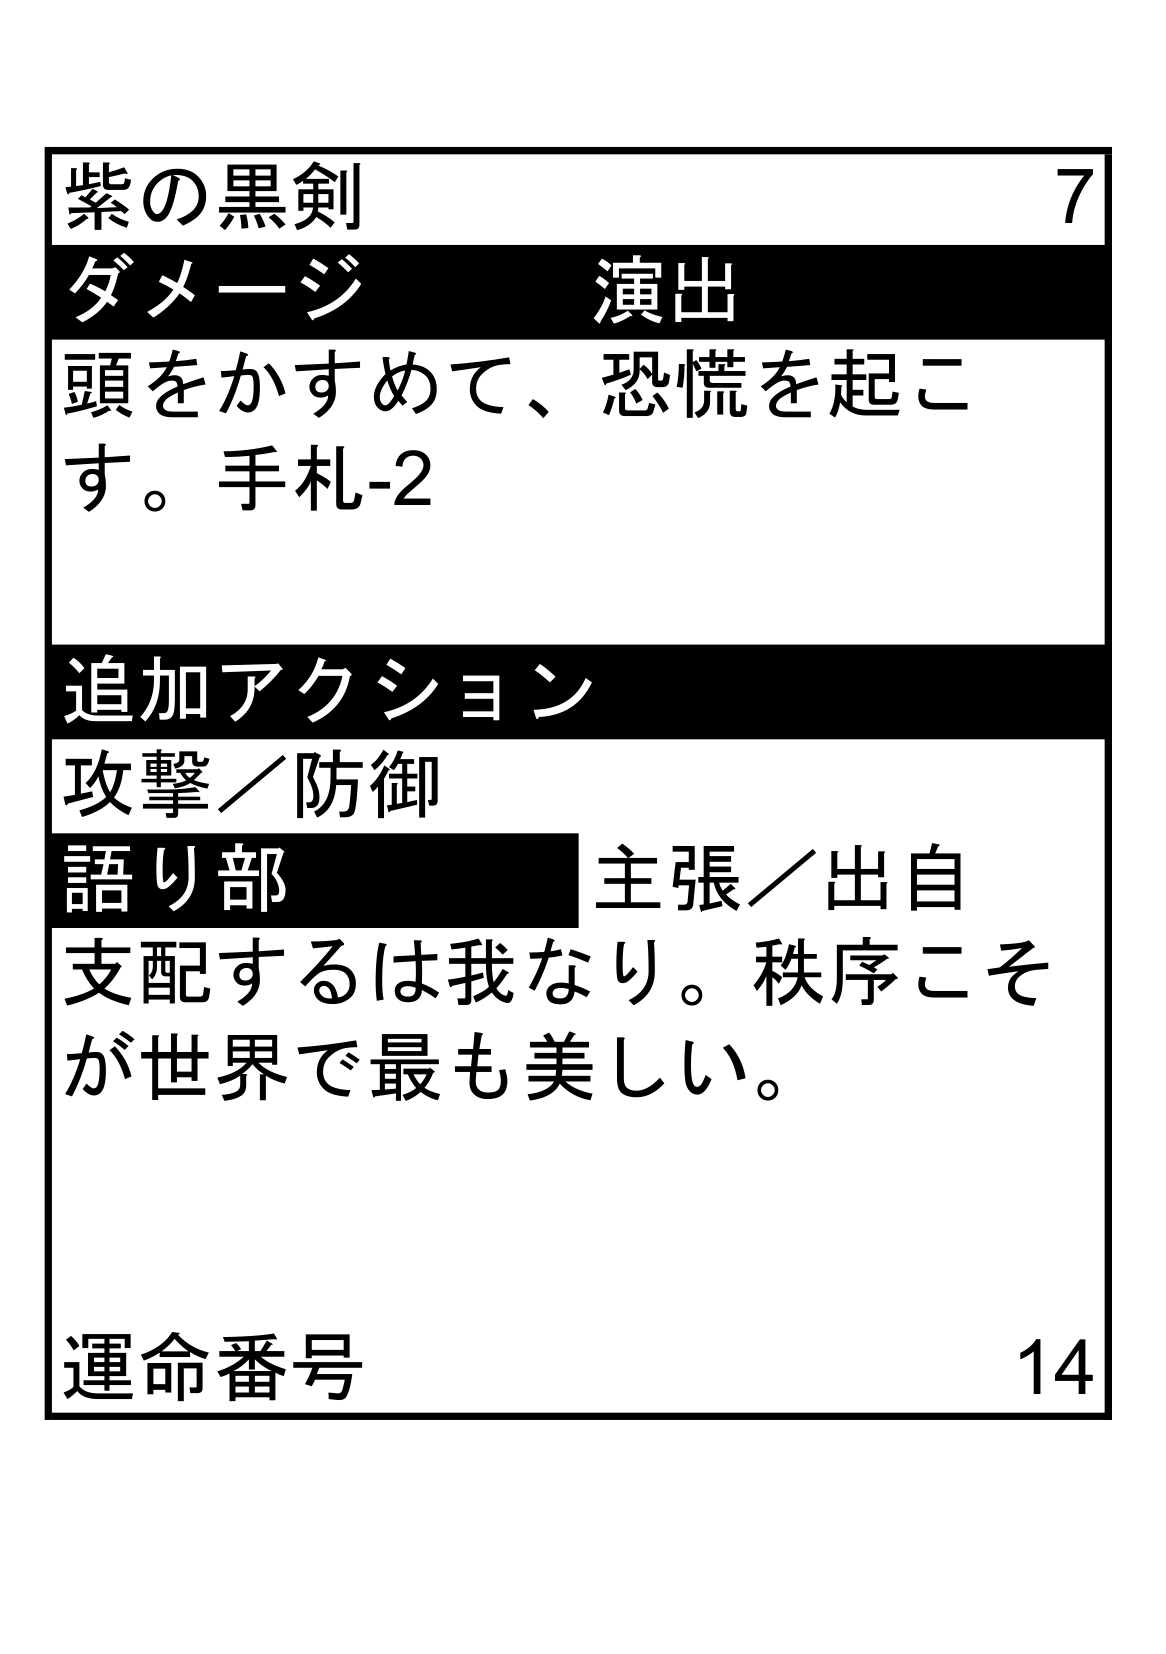 紫の黒剣 7
ダメージ 演出
頭をかすめて、恐慌を起こ
す。手札-2
追加アクション
攻撃／防御
語り部 主張／出自
支配するは我なり。秩序こそ
が世界で最も美しい。
運命番号 14